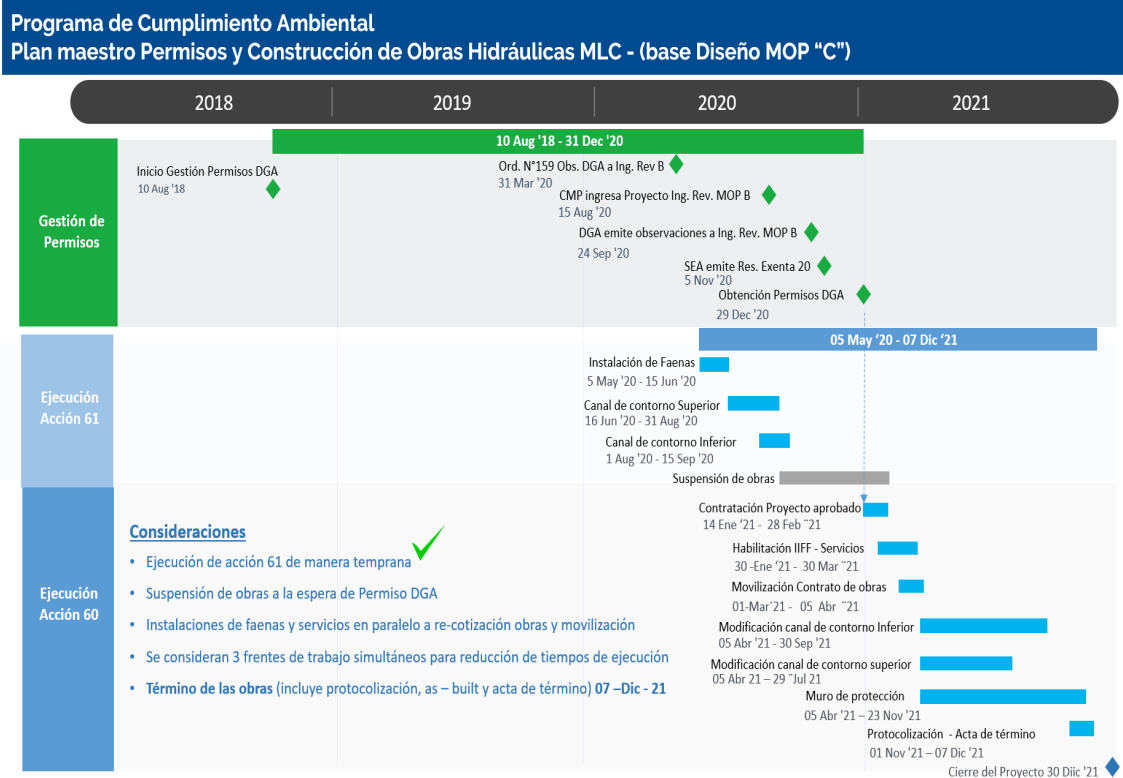 Programa de Cumplimiento Ambiental
Plan maestro Permisos y Construcción de Obras Hidráulicas MLC - (base Diseño MOP “C”)
2018
2019
2020
2021
Gestión de
Permisos
10 Aug '18 - 31 Dec '20
Inicio Gestión Permisos DGA
10 Aug '18
Ord. N°159 Obs. DGA a Ing. Rev B
31 Mar '20
CMP ingresa Proyecto Ing. Rev. MOP B
15 Aug '20
DGA emite observaciones a Ing. Rev. MOP B
24 Sep '20
SEA emite Res. Exenta 20
5 Nov '20
Obtención Permisos DGA
29 Dec '20
Ejecución
Acción 61
05 May ‘20 - 07 Dic ‘21
Instalación de Faenas
5 May '20 - 15 Jun '20
Canal de contorno Superior
16 Jun '20 - 31 Aug '20
Canal de contorno Inferior
1 Aug '20 - 15 Sep '20
Suspensión de obras
Ejecución
Acción 60
Consideraciones
• Ejecución de acción 61 de manera temprana
• Suspensión de obras a la espera de Permiso DGA
• Instalaciones de faenas y servicios en paralelo a re-cotización obras y movilización
• Se consideran 3 frentes de trabajo simultáneos para reducción de tiempos de ejecución
• Término de las obras (incluye protocolización, as – built y acta de término) 07 –Dic - 21
Contratación Proyecto aprobado
14 Ene ‘21 - 28 Feb ¨21
Habilitación IIFF - Servicios
30 -Ene ‘21 - 30 Mar ¨21
Movilización Contrato de obras
01-Mar´21 - 05 Abr ¨21
Modificación canal de contorno Inferior
05 Abr '21 - 30 Sep '21
Modificación canal de contorno superior
05 Abr 21 – 29 ¨Jul 21
Muro de protección
05 Abr '21 – 23 Nov '21
Protocolización - Acta de término
01 Nov '21 – 07 Dic '21
Cierre del Proyecto 30 Diic '21